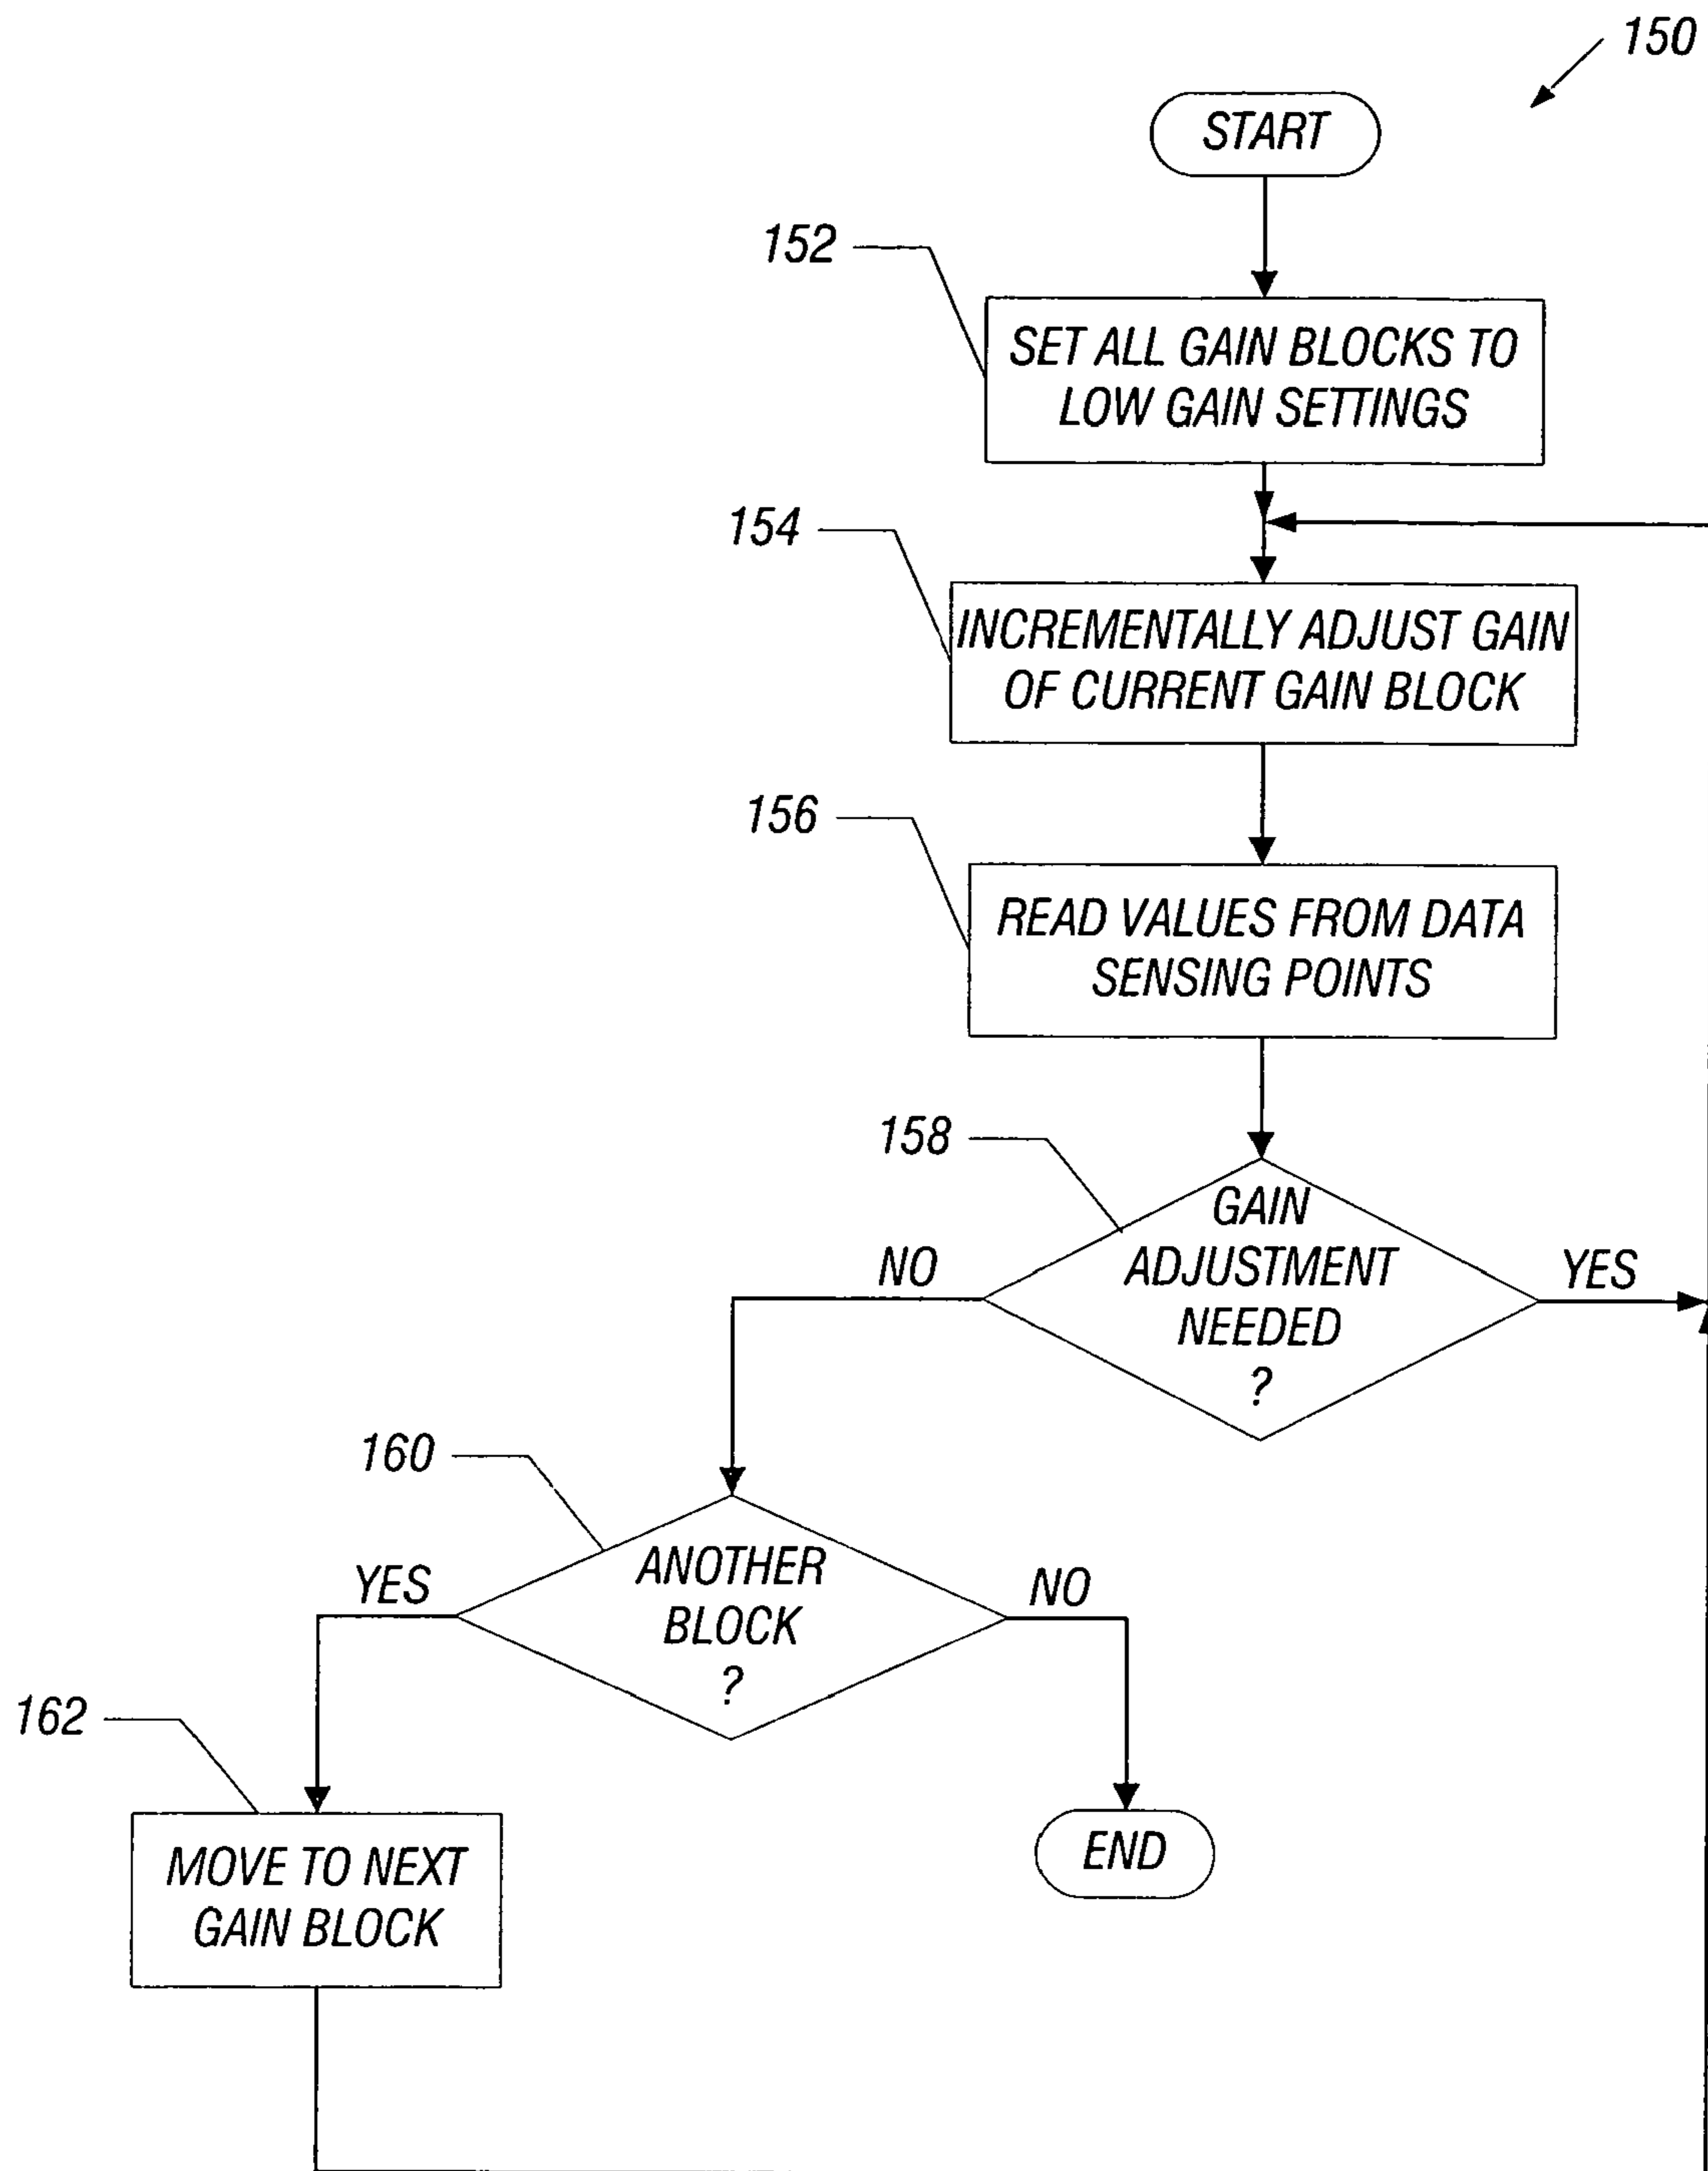 150
START
152
SET ALL GAIN BLOCKS TO
LOW GAIN SETTINGS
154
INCREMENTALLY ADJUST GAIN
OF CURRENT GAIN BLOCK
156
READ VALUES FROM DATA
SENSING POINTS
158
GAIN
ADJUSTMENT
NEEDED
?
NO
YES
160
ANOTHER
BLOCK
?
YES
NO
162
MOVE TO NEXT
GAIN BLOCK
END